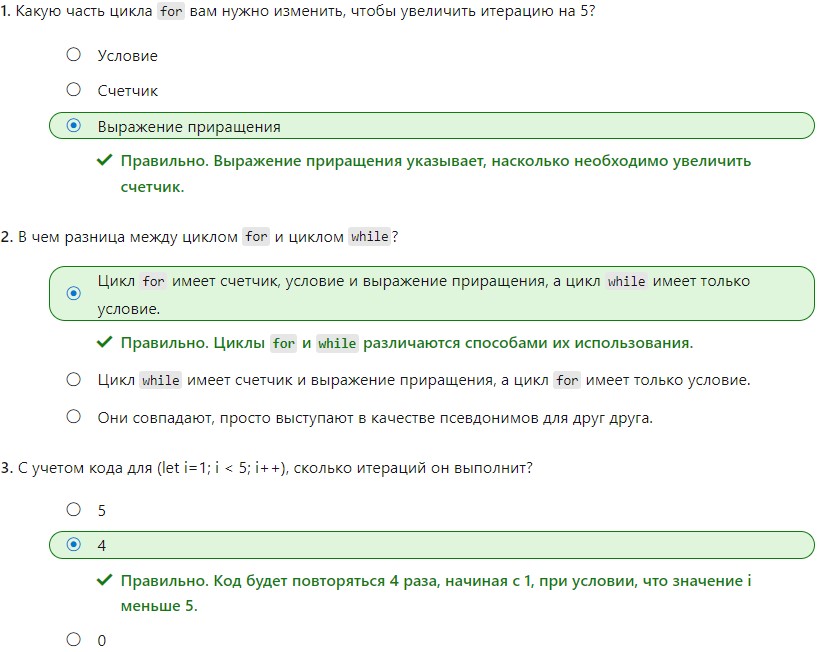 1. Какую часть цикла for вам нужно изменить, чтобы увеличить итерацию на 5?
Условие
Счетчик
Выражение приращения
Правильно. Выражение приращения указывает, насколько необходимо увеличить
счетчик.
2. В чем разница между циклом for и циклом while?
Цикл for имеет счетчик, условие и выражение приращения, а цикл while имеет только
условие.
Правильно. Циклы for и while различаются способами их использования.
Цикл while имеет счетчик и выражение приращения, а цикл for имеет только условие.
Они совпадают, просто выступают в качестве псевдонимов для друг друга.
3. С учетом кода для (let i=1; i < 5; i++), сколько итераций он выполнит?
5
4
Правильно. Код будет повторяться 4 раза, начиная с 1, при условии, что значение i
меньше 5.
0